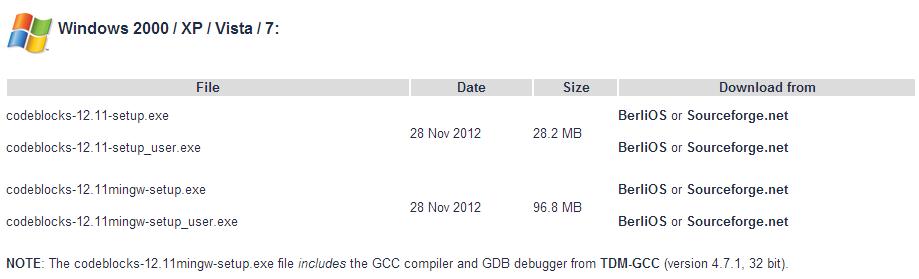 Windows 2000 / XP / Vista / 7:
File Date Size Download from
codeblocks-12.11-setup.exe BerliOS or Sourceforge.net
28 Nov 2012 28.2 MB
codeblocks-12.11-setup_user.exe BerliOS or Sourceforge.net
codeblocks-12.11mingw-setup.exe BerliOS or Sourceforge.net
28 Nov 2012 96.8 MB
codeblocks-12.11mingw-setup_user.exe BerliOS or Sourceforge.net
NOTE: The codeblocks-12.11mingw-setup.exe file includes the GCC compiler and GDB debugger from TDM-GCC (version 4.7.1, 32 bit).